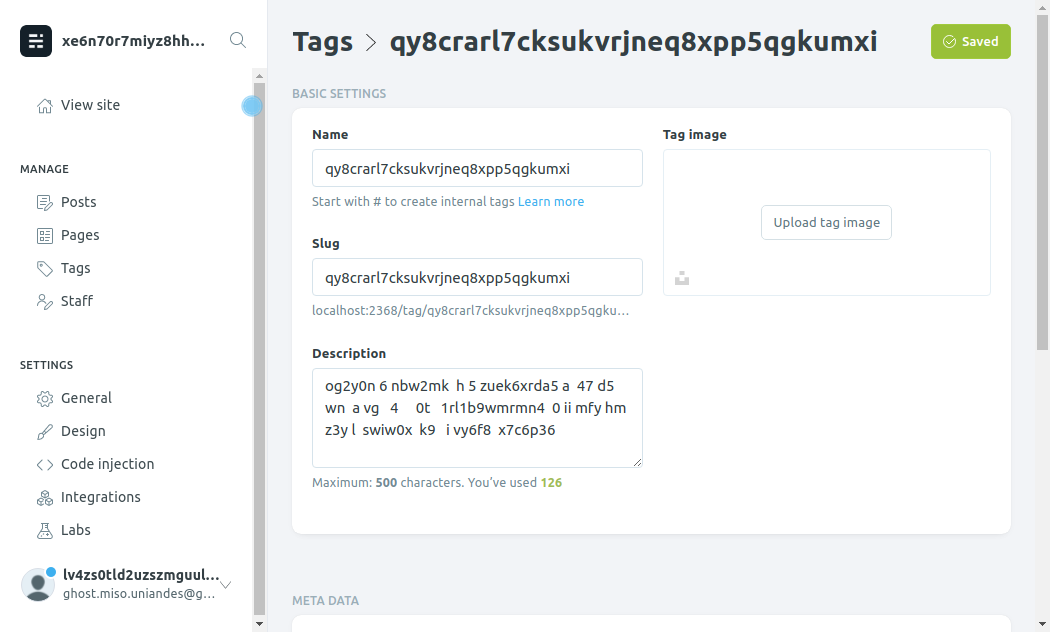 xe6n70r7miyz8hh...
View site
MANAGE
Posts
Pages
Tags
Staff
SETTINGS
General
Design
Code injection
Integrations
Labs
lv4zs0tld2uzszmguul...
ghost.miso.uniandes@g...
Tags > qy8crarl7cksukvrjneq8xpp5qgkumxi
Saved
BASIC SETTINGS
Name
qy8crarl7cksukvrjneq8xpp5qgkumxi
Start with # to create internal tags Learn more
Slug
qy8crarl7cksukvrjneq8xpp5qgkumxi
localhost:2368/tag/qy8crarl7cksukvrjneq8xpp5qgku...
Description
og2y0n 6 nbw2mk  h 5 zuek6xrda5 a  47 d5
wn  a vg   4     0t   1rl1b9wmrmn4  0 ii mfy hm
z3y l  swiw0x  k9   i vy6f8  x7c6p36
Maximum: 500 characters. You’ve used 126
Tag image
Upload tag image
META DATA